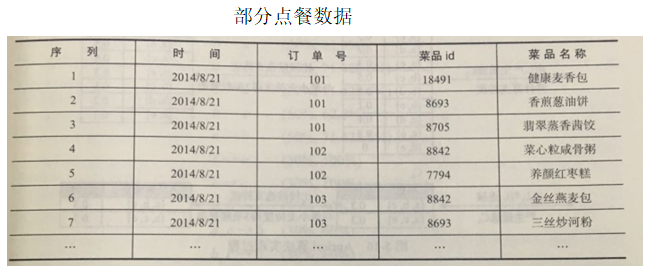 部分点餐数据
序 列 时 间 订 单 号 菜品 id 菜 品 名 称
1 2014/8/21 101 18491 健康麦香包
2 2014/8/21 101 8693 香煎葱油饼
3 2014/8/21 101 8705 翡翠蒸香茜饺
4 2014/8/21 102 8842 菜心粒咸骨粥
5 2014/8/21 102 7794 养颜红枣糕
6 2014/8/21 103 8842 金丝燕麦包
7 2014/8/21 103 8693 三丝炒河粉
… … … … …